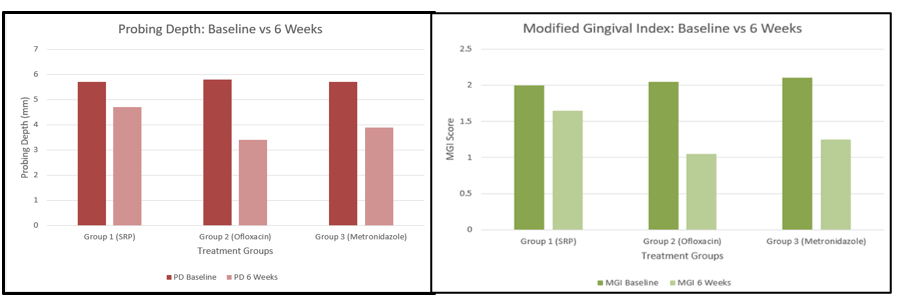 Probing Depth: Baseline vs 6 Weeks
7
6
5
4
3
2
1
0
Probing Depth (mm)
Group 1 (SRP) Group 2 (Ofloxacin) Group 3 (Metronidazole)
Treatment Groups
PD Baseline PD 6 Weeks
Modified Gingival Index: Baseline vs 6 Weeks
2.5
2
1.5
1
0.5
0
MGI Score
Group 1 (SRP) Group 2 (Ofloxacin) Group 3 (Metronidazole)
Treatment Groups
MGI Baseline MGI 6 Weeks